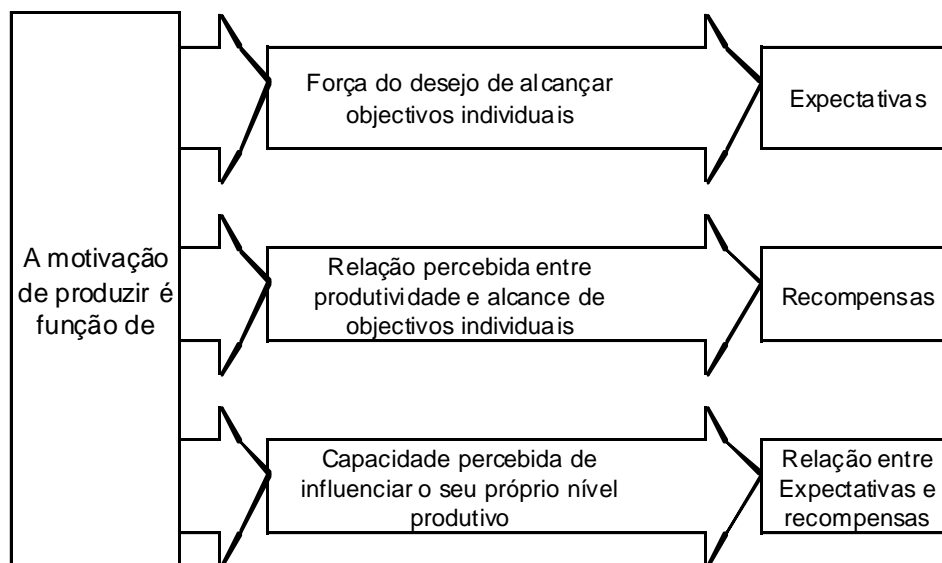 A motivação
de produzir é
função de
Força do desejo de alcançar
objectivos individuais
Expectativas
Relação percebida entre
produtividade e alcance de
objectivos individuais
Recompensas
Capacidade percebida de
influenciar o seu próprio nível
produtivo
Relação entre
Expectativas e
recompensas